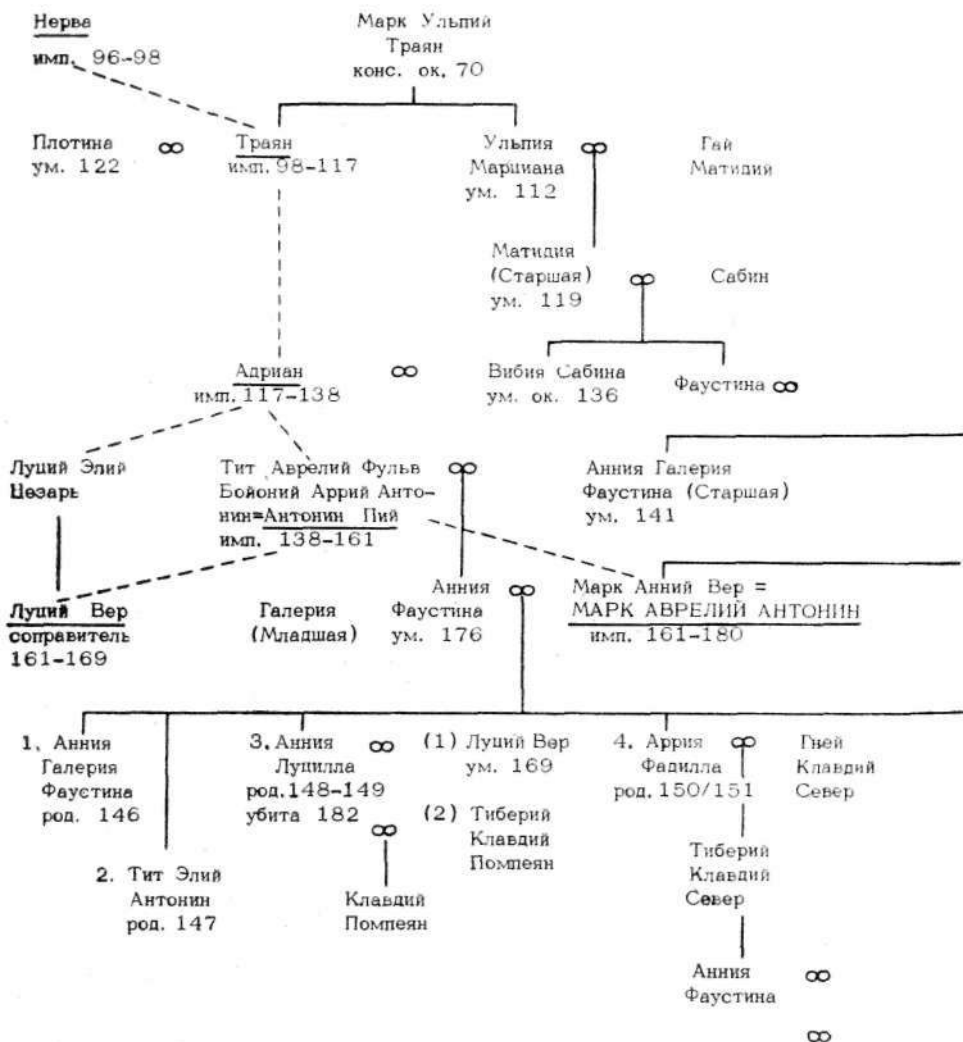 Нерва
имп. 96-98
Марк Ульпий
Траян
конс. ок. 70
Плотина
ум. 122
∞
Траян
имп. 98-117
Ульпия
Марциана
ум. 112
∞
Гай
Матидий
Матидия
(Старшая)
ум. 119
∞
Сабин
Адриан
имп. 117-138
∞
Вибия Сабина
ум. ок. 136
Фаустина ∞
Луций Элий
Цезарь
Тит Аврелий Фульв
Бойоний Аррий Анто-
нин=Антонин Пий
имп. 138-161
∞
Анния Галерия
Фаустина (Старшая)
ум. 141
Луций Вер
соправитель
161-169
Галерия
(Младшая)
Анния
Фаустина
ум. 176
∞
Марк Анний Вер =
МАРК АВРЕЛИЙ АНТОНИН
имп. 161-180
1. Анния
Галерия
Фаустина
род. 146
2. Тит Элий
Антонин
род. 147
3. Анния
Луцилла
род. 148-149
убита 182
∞
(1) Луций Вер
ум. 169
(2) Тиберий
Клавдий
Помпеян
∞
Клавдий
Помпеян
4. Аррия
Фадилла
род. 150/151
∞
Гней
Клавдий
Север
Тиберий
Клавдий
Север
Анния
Фаустина
∞
∞